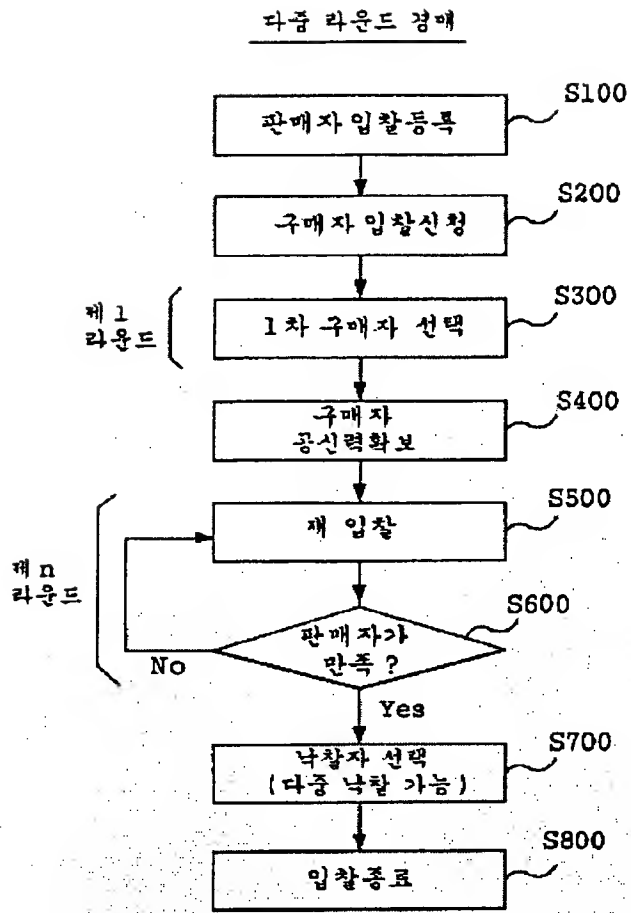 다중 라운드 경매
S100
판매자 입찰등록
S200
구매자 입찰신청
S300
제 1
라운드
1차 구매자 선택
S400
구매자
공신력확보
S500
재 입찰
제 n
라운드
S600
판매자가
만족?
No
Yes
S700
낙찰자 선택
(다중 낙찰 가능)
S800
입찰종료